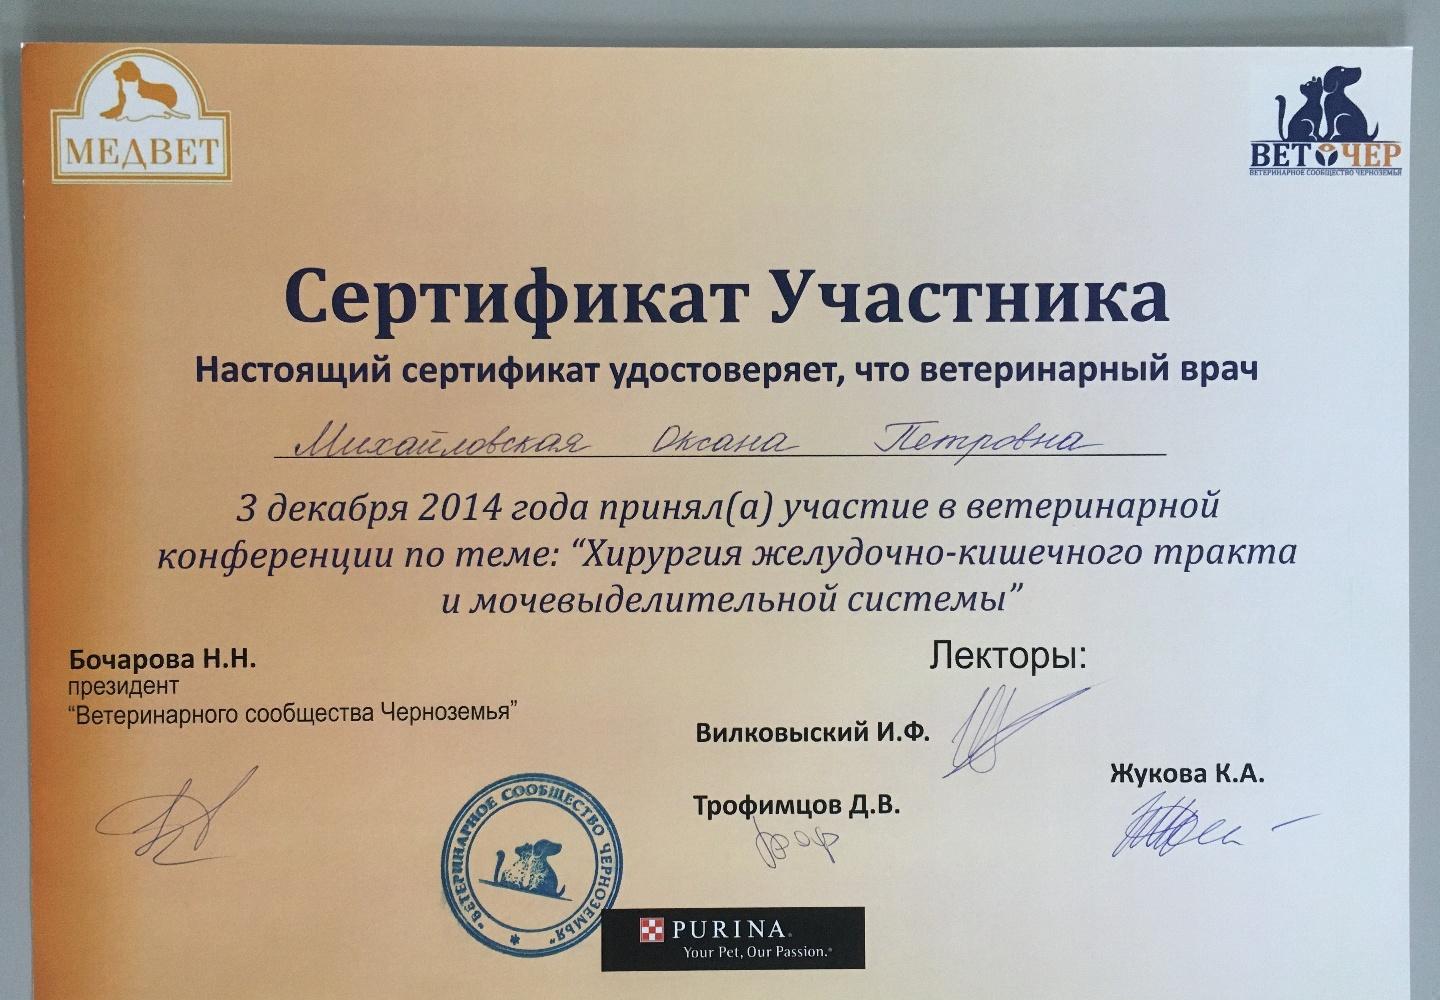 МЕДВЕТ
ВЕТ ЧЕР
ВЕТЕРИНАРНОЕ СООБЩЕСТВО ЧЕРНОЗЕМЬЯ
Сертификат Участника
Настоящий сертификат удостоверяет, что ветеринарный врач
Михайловская Оксана Петровна
3 декабря 2014 года принял(а) участие в ветеринарной
конференции по теме: “Хирургия желудочно-кишечного тракта
и мочевыделительной системы”
Бочарова Н.Н.
президент
“Ветеринарного сообщества Черноземья”
Лекторы:
Вилковыский И.Ф.
Жукова К.А.
Трофимцов Д.В.
"ВЕТЕРИНАРНОЕ СООБЩЕСТВО ЧЕРНОЗЕМЬЯ" *
PURINA®
Your Pet, Our Passion.®